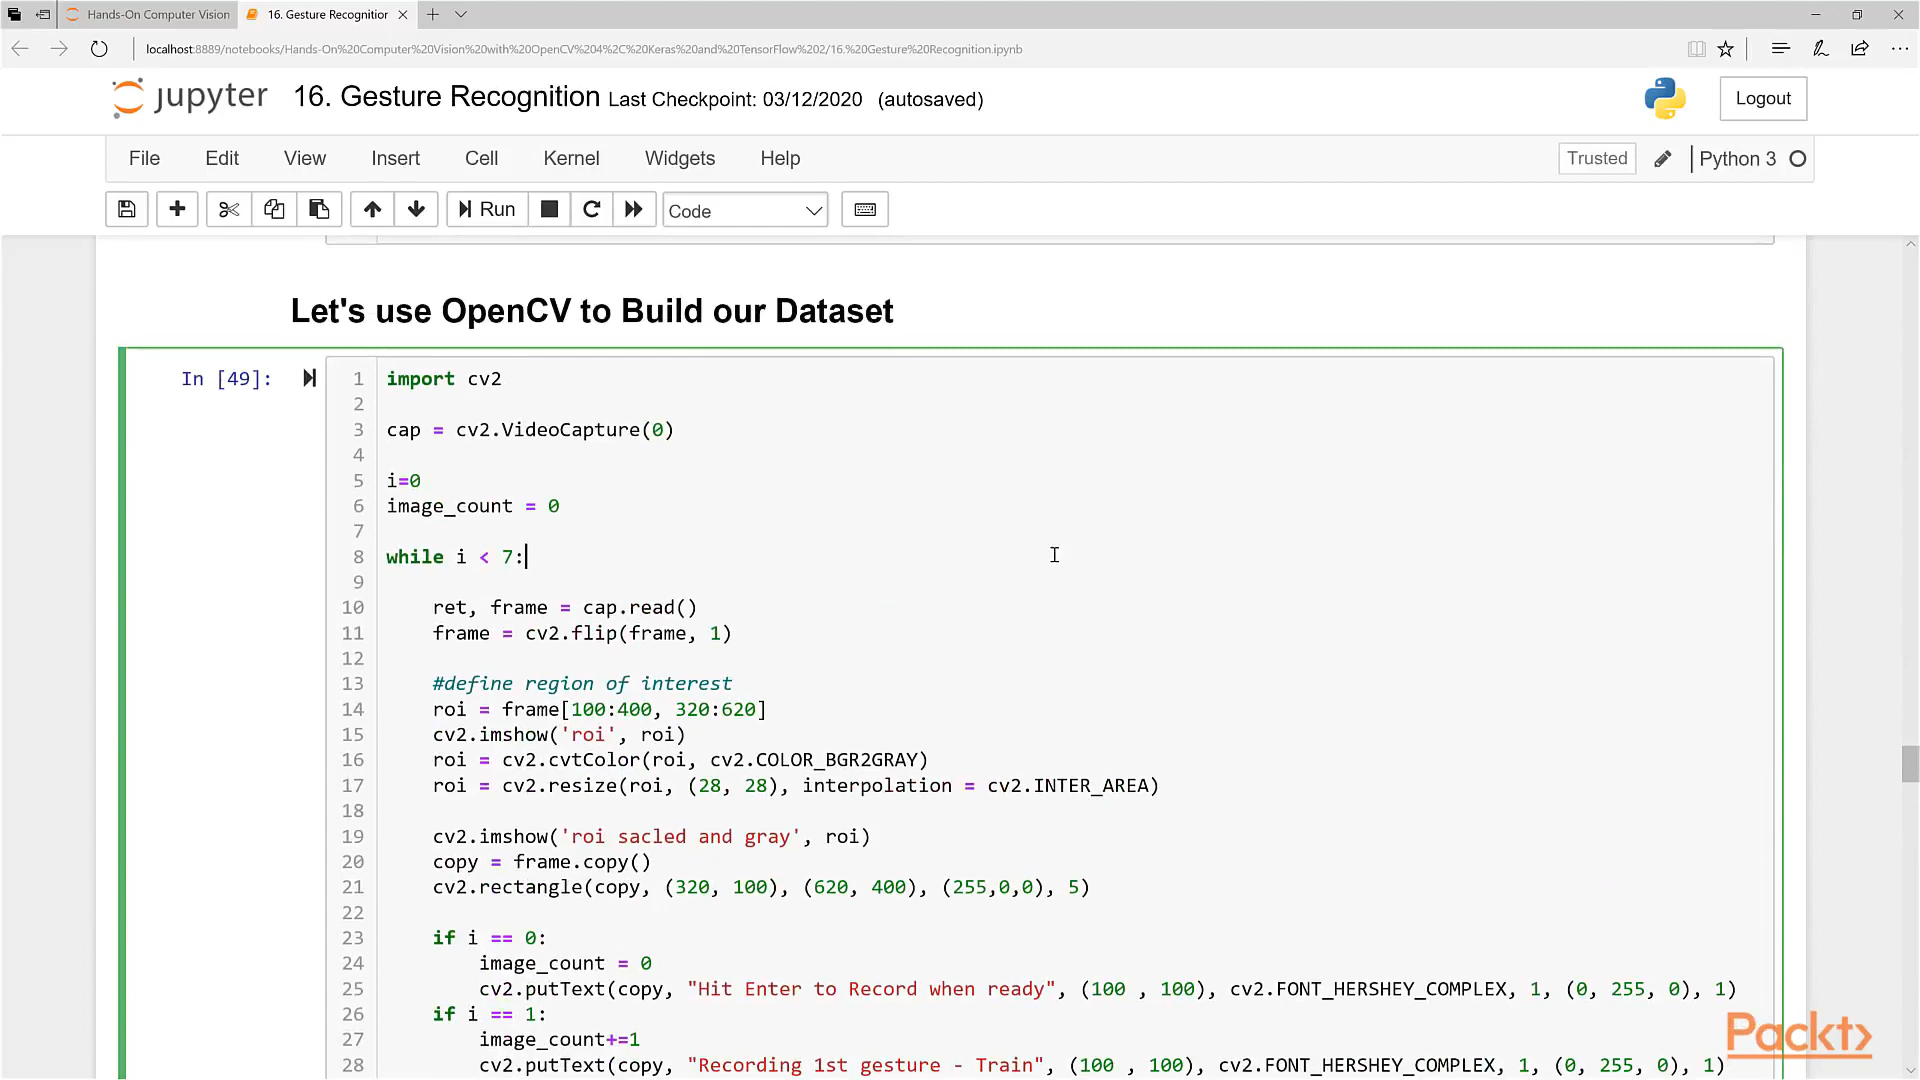 Hands-On Computer Vision
16. Gesture Recognition
localhost:8889/notebooks/Hands-On%20Computer%20Vision%20with%20OpenCV%204%2C%20Keras%20and%20TensorFlow%202/16.%20Gesture%20Recognition.ipynb
jupyter 16. Gesture Recognition Last Checkpoint: 03/12/2020 (autosaved)
Logout
File Edit View Insert Cell Kernel Widgets Help
Trusted Python 3
Run Code
Let's use OpenCV to Build our Dataset
In [49]:
1 import cv2
2
3 cap = cv2.VideoCapture(0)
4
5 i=0
6 image_count = 0
7
8 while i < 7:
9
10 ret, frame = cap.read()
11 frame = cv2.flip(frame, 1)
12
13 #define region of interest
14 roi = frame[100:400, 320:620]
15 cv2.imshow('roi', roi)
16 roi = cv2.cvtColor(roi, cv2.COLOR_BGR2GRAY)
17 roi = cv2.resize(roi, (28, 28), interpolation = cv2.INTER_AREA)
18
19 cv2.imshow('roi sacled and gray', roi)
20 copy = frame.copy()
21 cv2.rectangle(copy, (320, 100), (620, 400), (255,0,0), 5)
22
23 if i == 0:
24 image_count = 0
25 cv2.putText(copy, "Hit Enter to Record when ready", (100 , 100), cv2.FONT_HERSHEY_COMPLEX, 1, (0, 255, 0), 1)
26 if i == 1:
27 image_count+=1
28 cv2.putText(copy, "Recording 1st gesture - Train", (100 , 100), cv2.FONT_HERSHEY_COMPLEX, 1, (0, 255, 0), 1)
Packt>